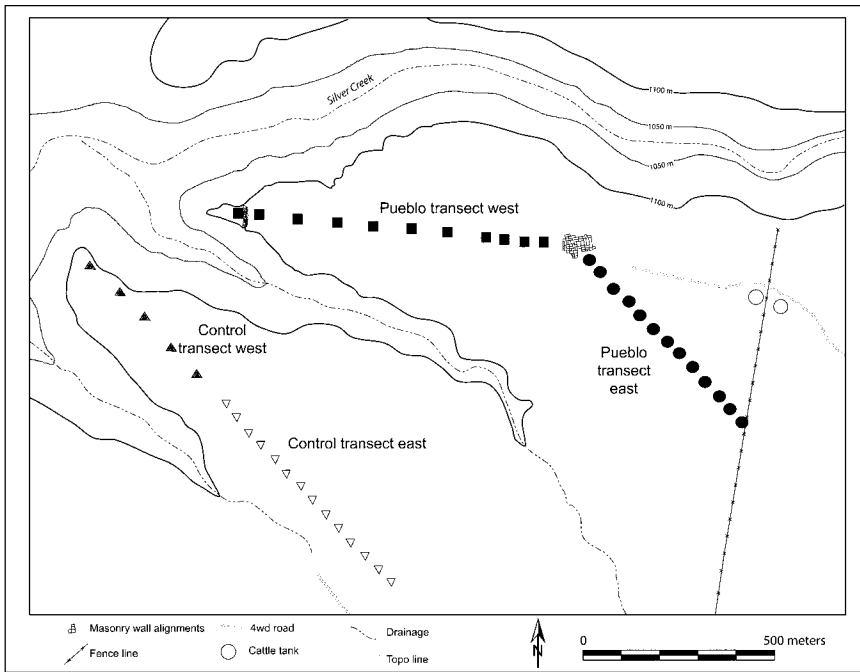 Silver Creek
1100 m
1050 m
1050 m
1100 m
Pueblo transect west
Control
transect west
Pueblo
transect
east
Control transect east
Masonry wall alignments
4wd road
Drainage
0
500 meters
Fence line
Cattle tank
Topo line
N